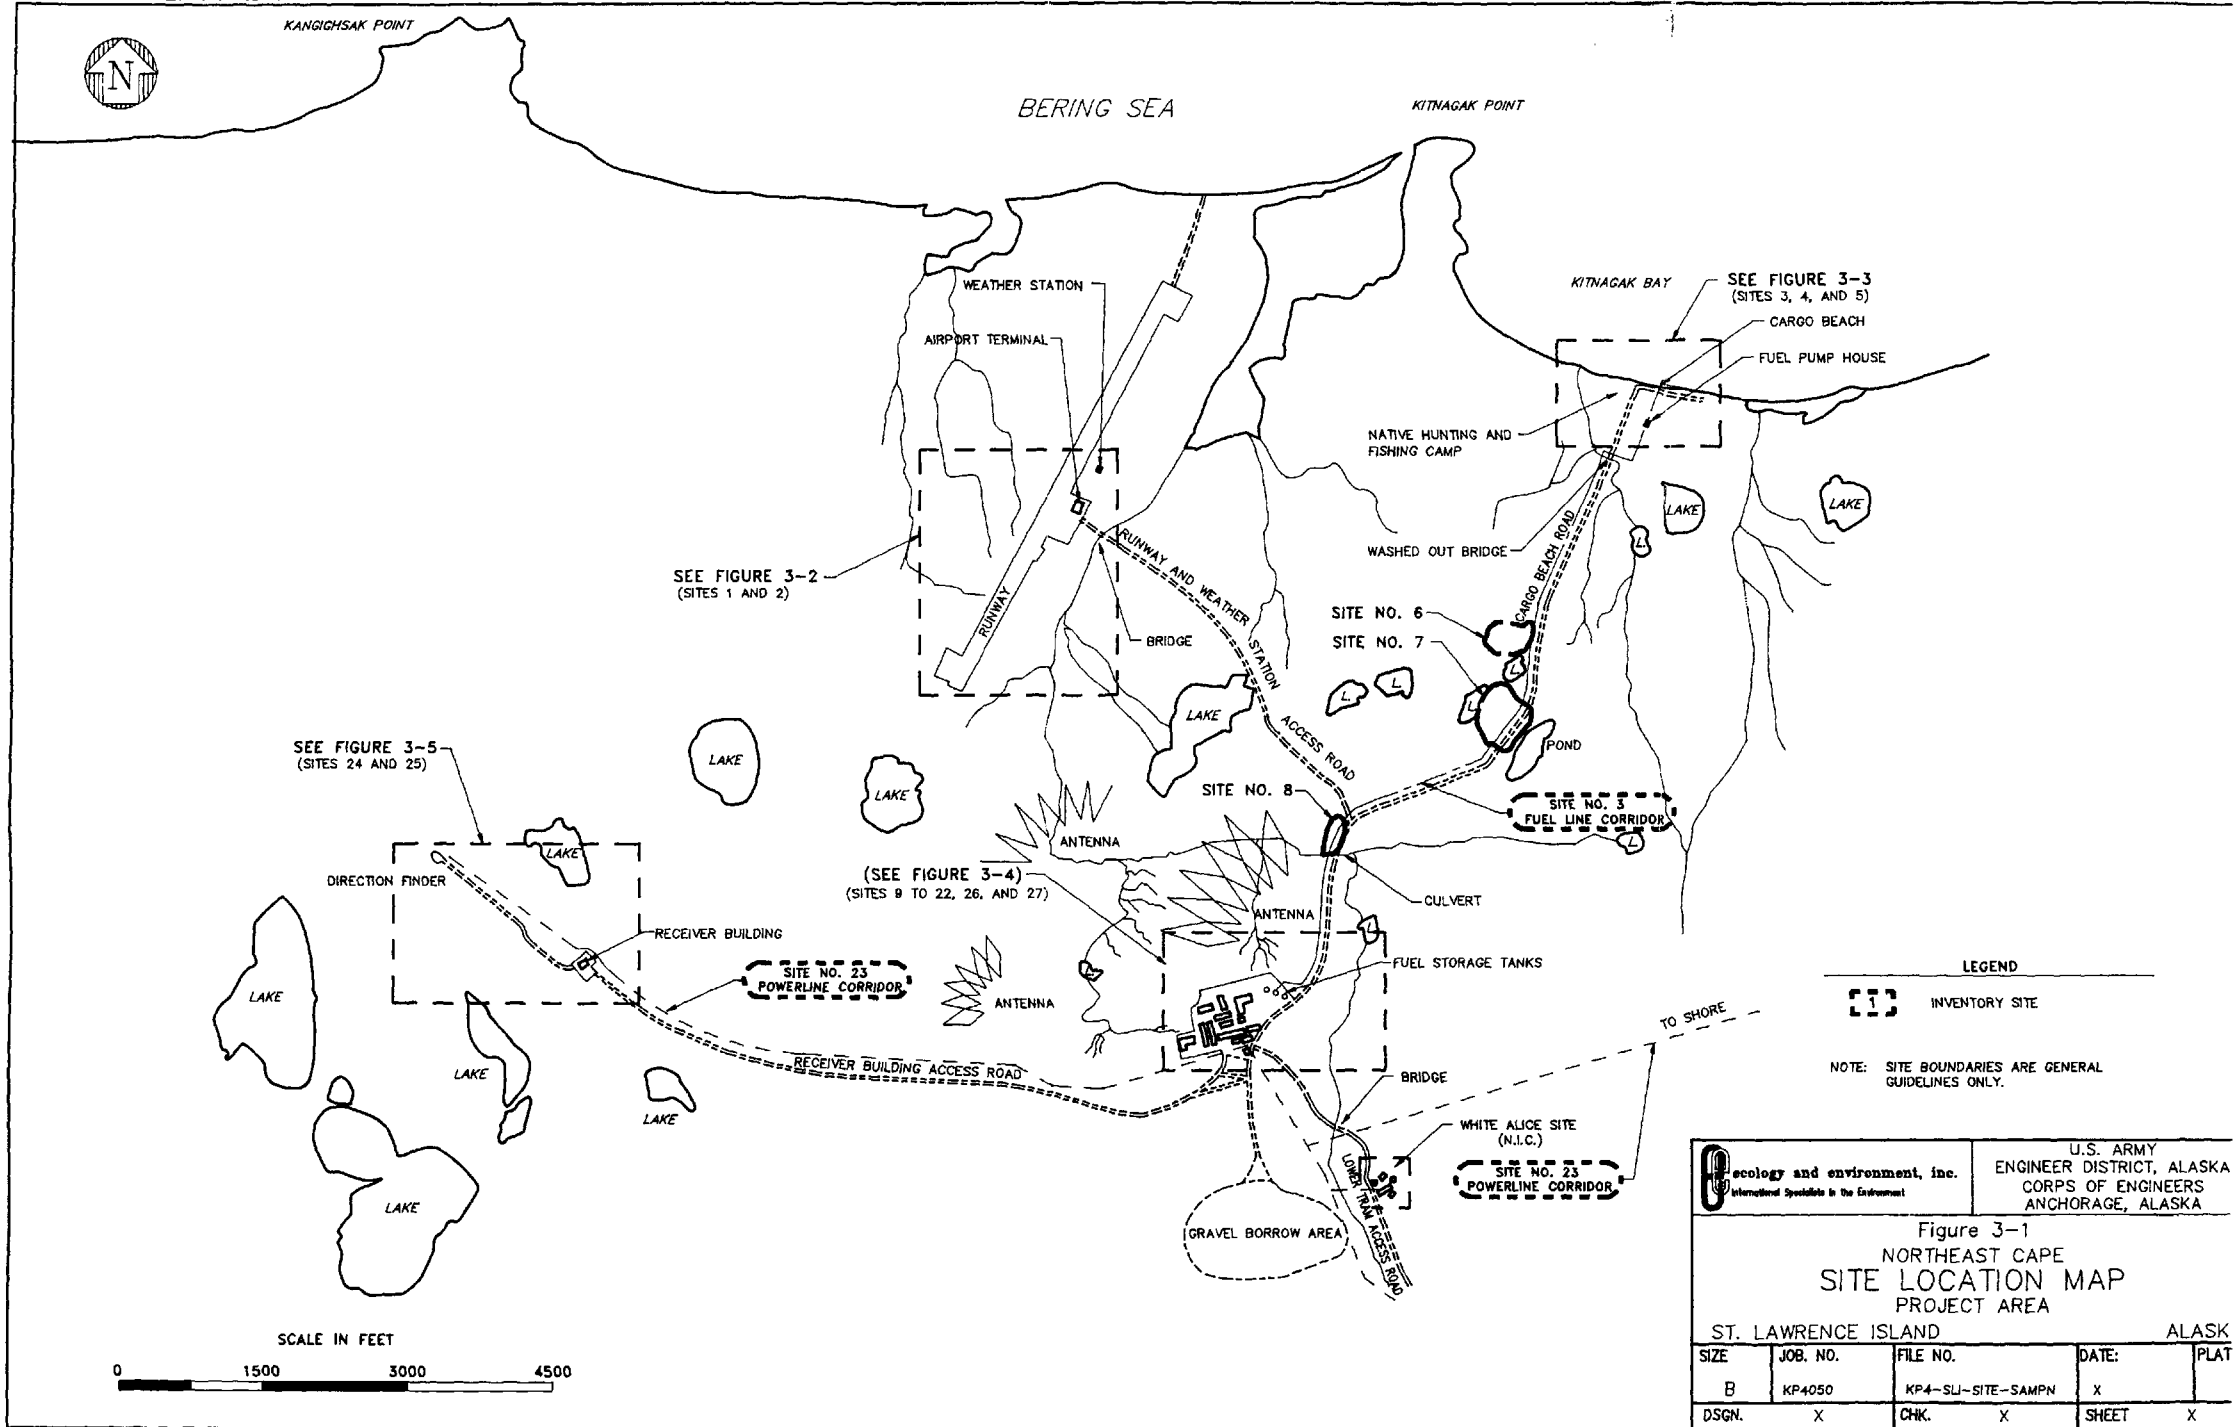 KANGIGHSAK POINT
N
BERING SEA
KITNAGAK POINT
WEATHER STATION
AIRPORT TERMINAL
KITNAGAK BAY
SEE FIGURE 3-3
(SITES 3, 4, AND 5)
CARGO BEACH
FUEL PUMP HOUSE
NATIVE HUNTING AND
FISHING CAMP
LAKE
LAKE
WASHED OUT BRIDGE
L
CARGO BEACH ROAD
SEE FIGURE 3-2
(SITES 1 AND 2)
RUNWAY
RUNWAY AND WEATHER STATION ACCESS ROAD
BRIDGE
SITE NO. 6
SITE NO. 7
L
L
L
L
LAKE
POND
SEE FIGURE 3-5
(SITES 24 AND 25)
LAKE
LAKE
SITE NO. 8
SITE NO. 3
FUEL LINE CORRIDOR
L
ANTENNA
LAKE
DIRECTION FINDER
(SEE FIGURE 3-4)
(SITES 9 TO 22, 26, AND 27)
CULVERT
ANTENNA
L
RECEIVER BUILDING
FUEL STORAGE TANKS
SITE NO. 23
POWERLINE CORRIDOR
L
ANTENNA
LAKE
LEGEND
1
INVENTORY SITE
TO SHORE
LAKE
RECEIVER BUILDING ACCESS ROAD
BRIDGE
NOTE: SITE BOUNDARIES ARE GENERAL
GUIDELINES ONLY.
LAKE
WHITE ALICE SITE
(N.I.C.)
SITE NO. 23
POWERLINE CORRIDOR
LOWER TRAM ACCESS ROAD
LAKE
GRAVEL BORROW AREA
ecology and environment, inc.
International Specialists in the Environment
U.S. ARMY
ENGINEER DISTRICT, ALASKA
CORPS OF ENGINEERS
ANCHORAGE, ALASKA
Figure 3-1
NORTHEAST CAPE
SITE LOCATION MAP
PROJECT AREA
ST. LAWRENCE ISLAND
ALASK
SCALE IN FEET
0 1500 3000 4500
SIZE
JOB. NO.
FILE NO.
DATE:
PLAT
B
KP4050
KP4-SLI-SITE-SAMPN
X
DSGN. X
CHK. X
SHEET X